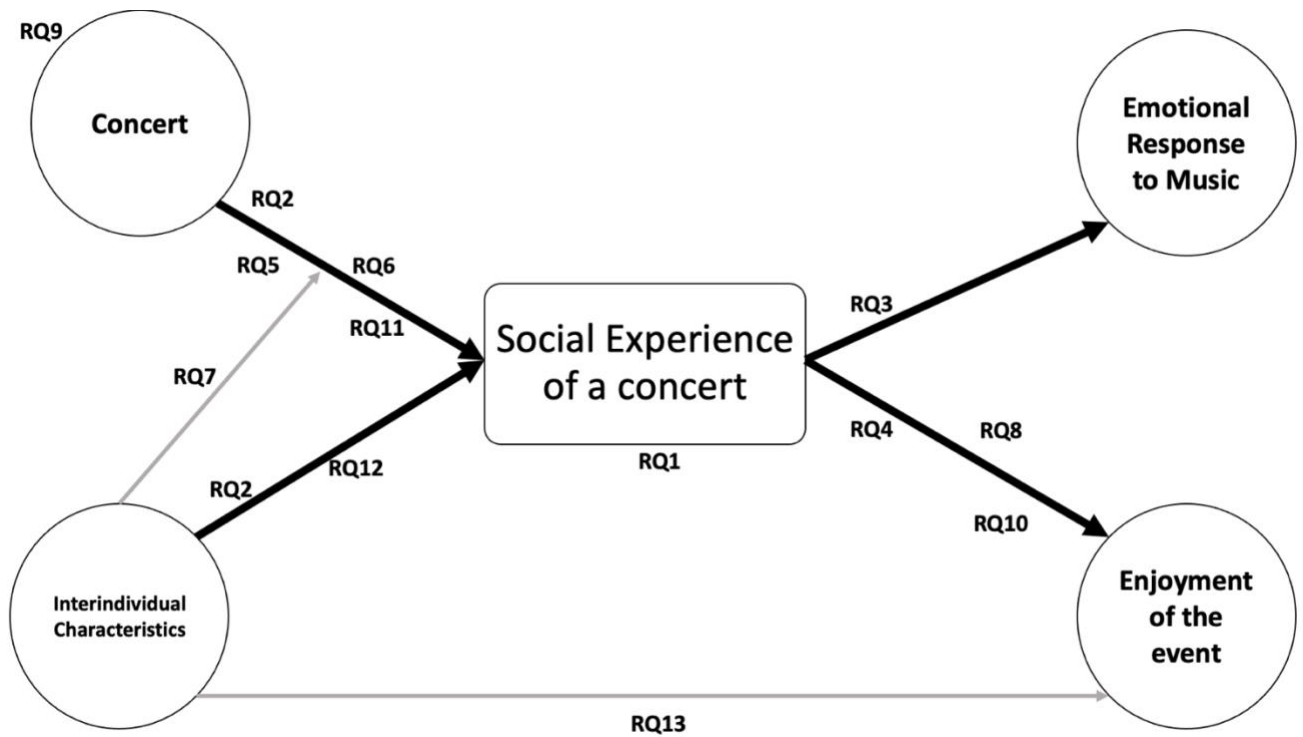 RQ9
Concert
Emotional
Response
to Music
RQ2
RQ5
RQ6
RQ11
RQ3
Social Experience
of a concert
RQ7
RQ4
RQ8
RQ1
RQ12
RQ2
RQ10
Interindividual
Characteristics
Enjoyment
of the
event
RQ13